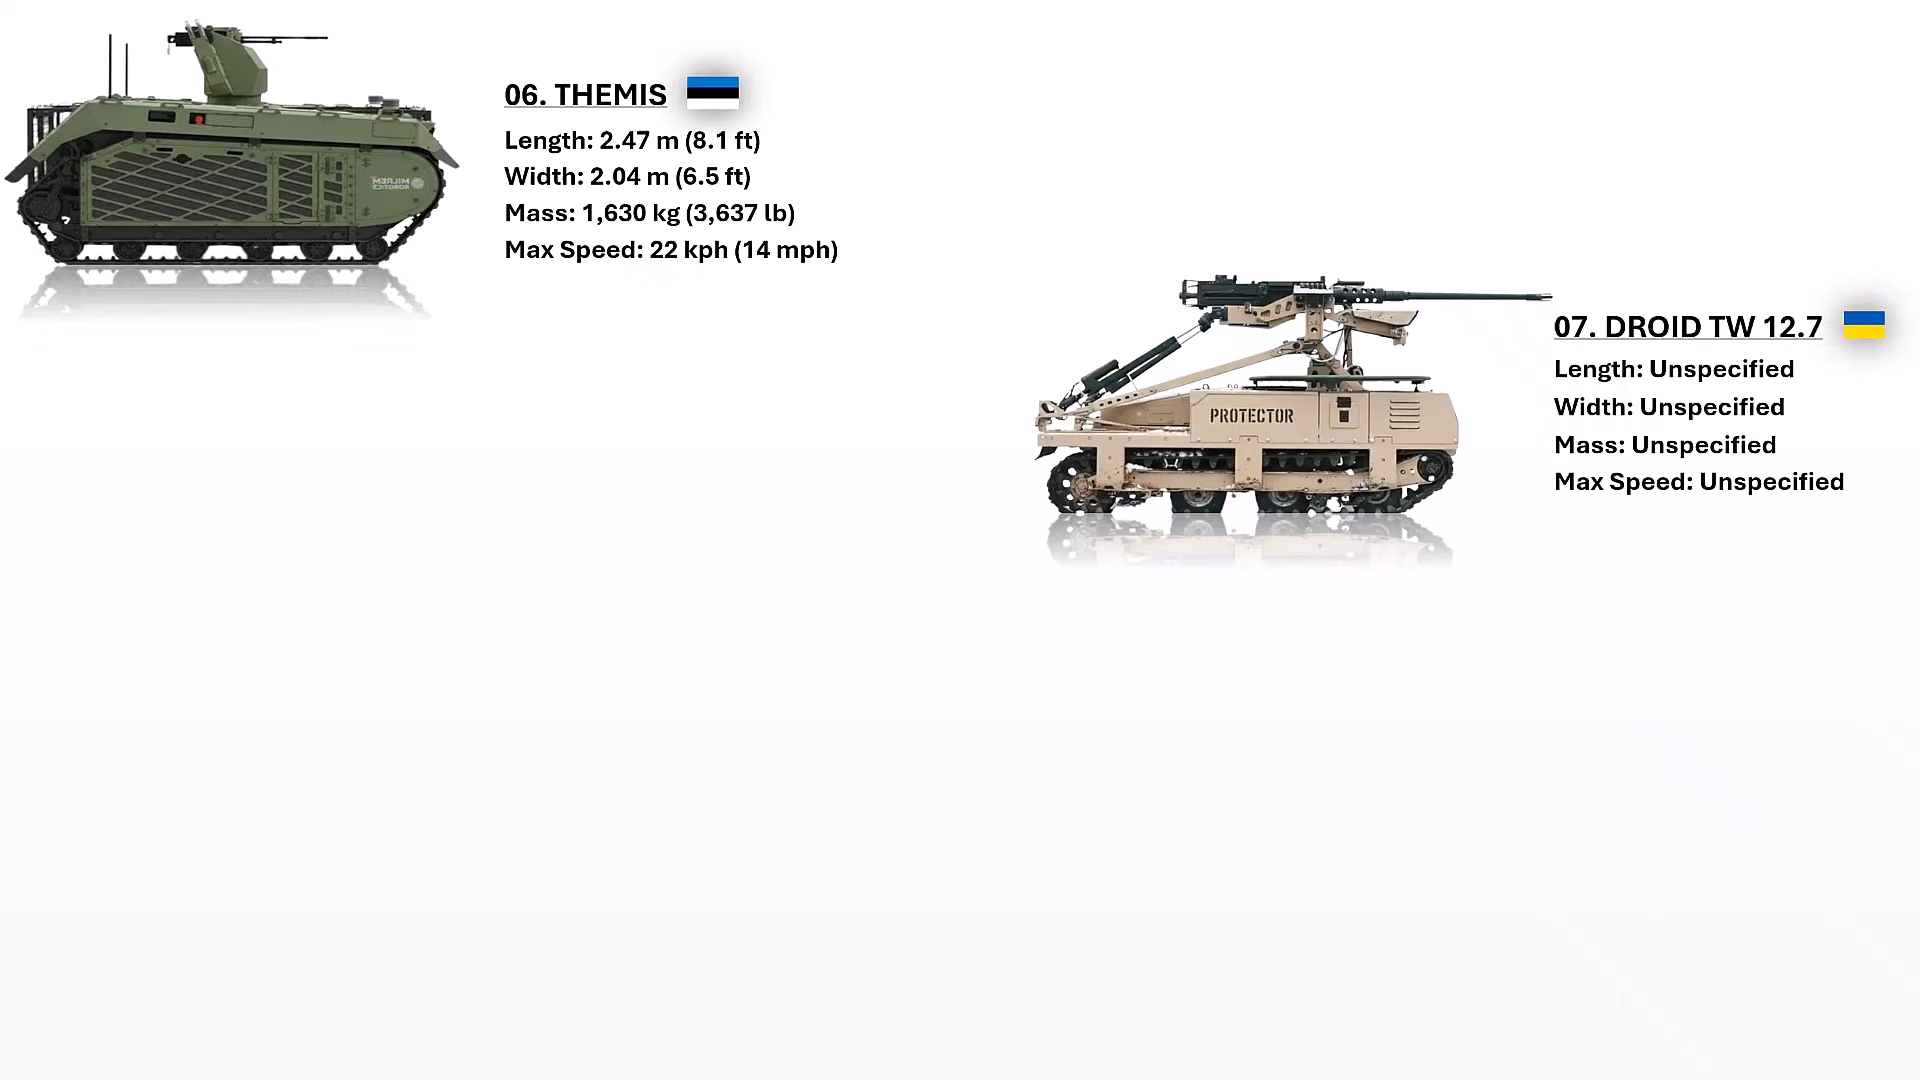 06. THEMIS
Length: 2.47 m (8.1 ft)
Width: 2.04 m (6.5 ft)
Mass: 1,630 kg (3,637 lb)
Max Speed: 22 kph (14 mph)
MILREM
ROBOTICS
07. DROID TW 12.7
Length: Unspecified
Width: Unspecified
Mass: Unspecified
Max Speed: Unspecified
PROTECTOR